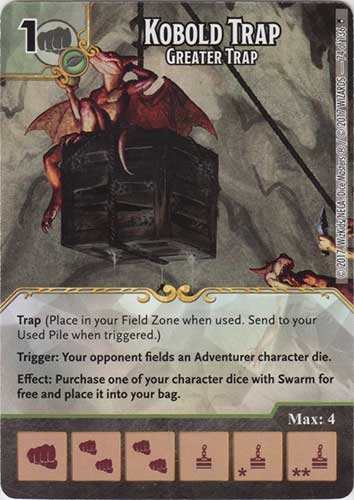 1
KOBOLD TRAP
GREATER TRAP
Trap (Place in your Field Zone when used. Send to
your Used Pile when triggered.)
Trigger: Your opponent fields an Adventurer character die.
Effect: Purchase one of your character dice with Swarm for
free and place it into your bag.
Max: 4
*
**